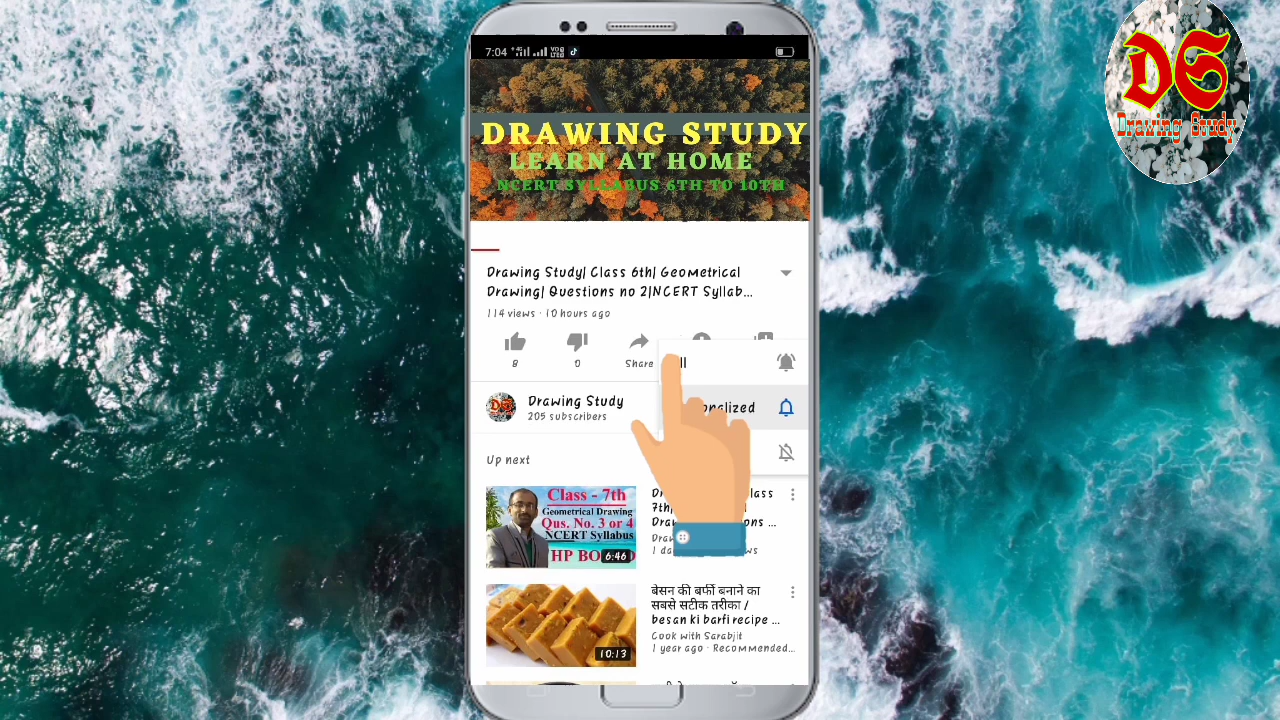 DS
Drawing Study
7:04
DRAWING STUDY
LEARN AT HOME
NCERT SYLLABUS 6TH TO 10TH
Drawing Study| Class 6th| Geometrical
Drawing| Questions no 2|NCERT Syllab...
114 views · 10 hours ago
8
0
Share
Drawing Study
DS
205 subscribers
Up next
Class - 7th
Geometrical Drawing
Qus. No. 3 or 4
NCERT Syllabus
HP BO
6:46
7th|
बेसन की बर्फी बनाने का
सबसे सटीक तरीका /
besan ki barfi recipe ...
Cook with Sarabjit
1 year ago · Recommended...
10:13